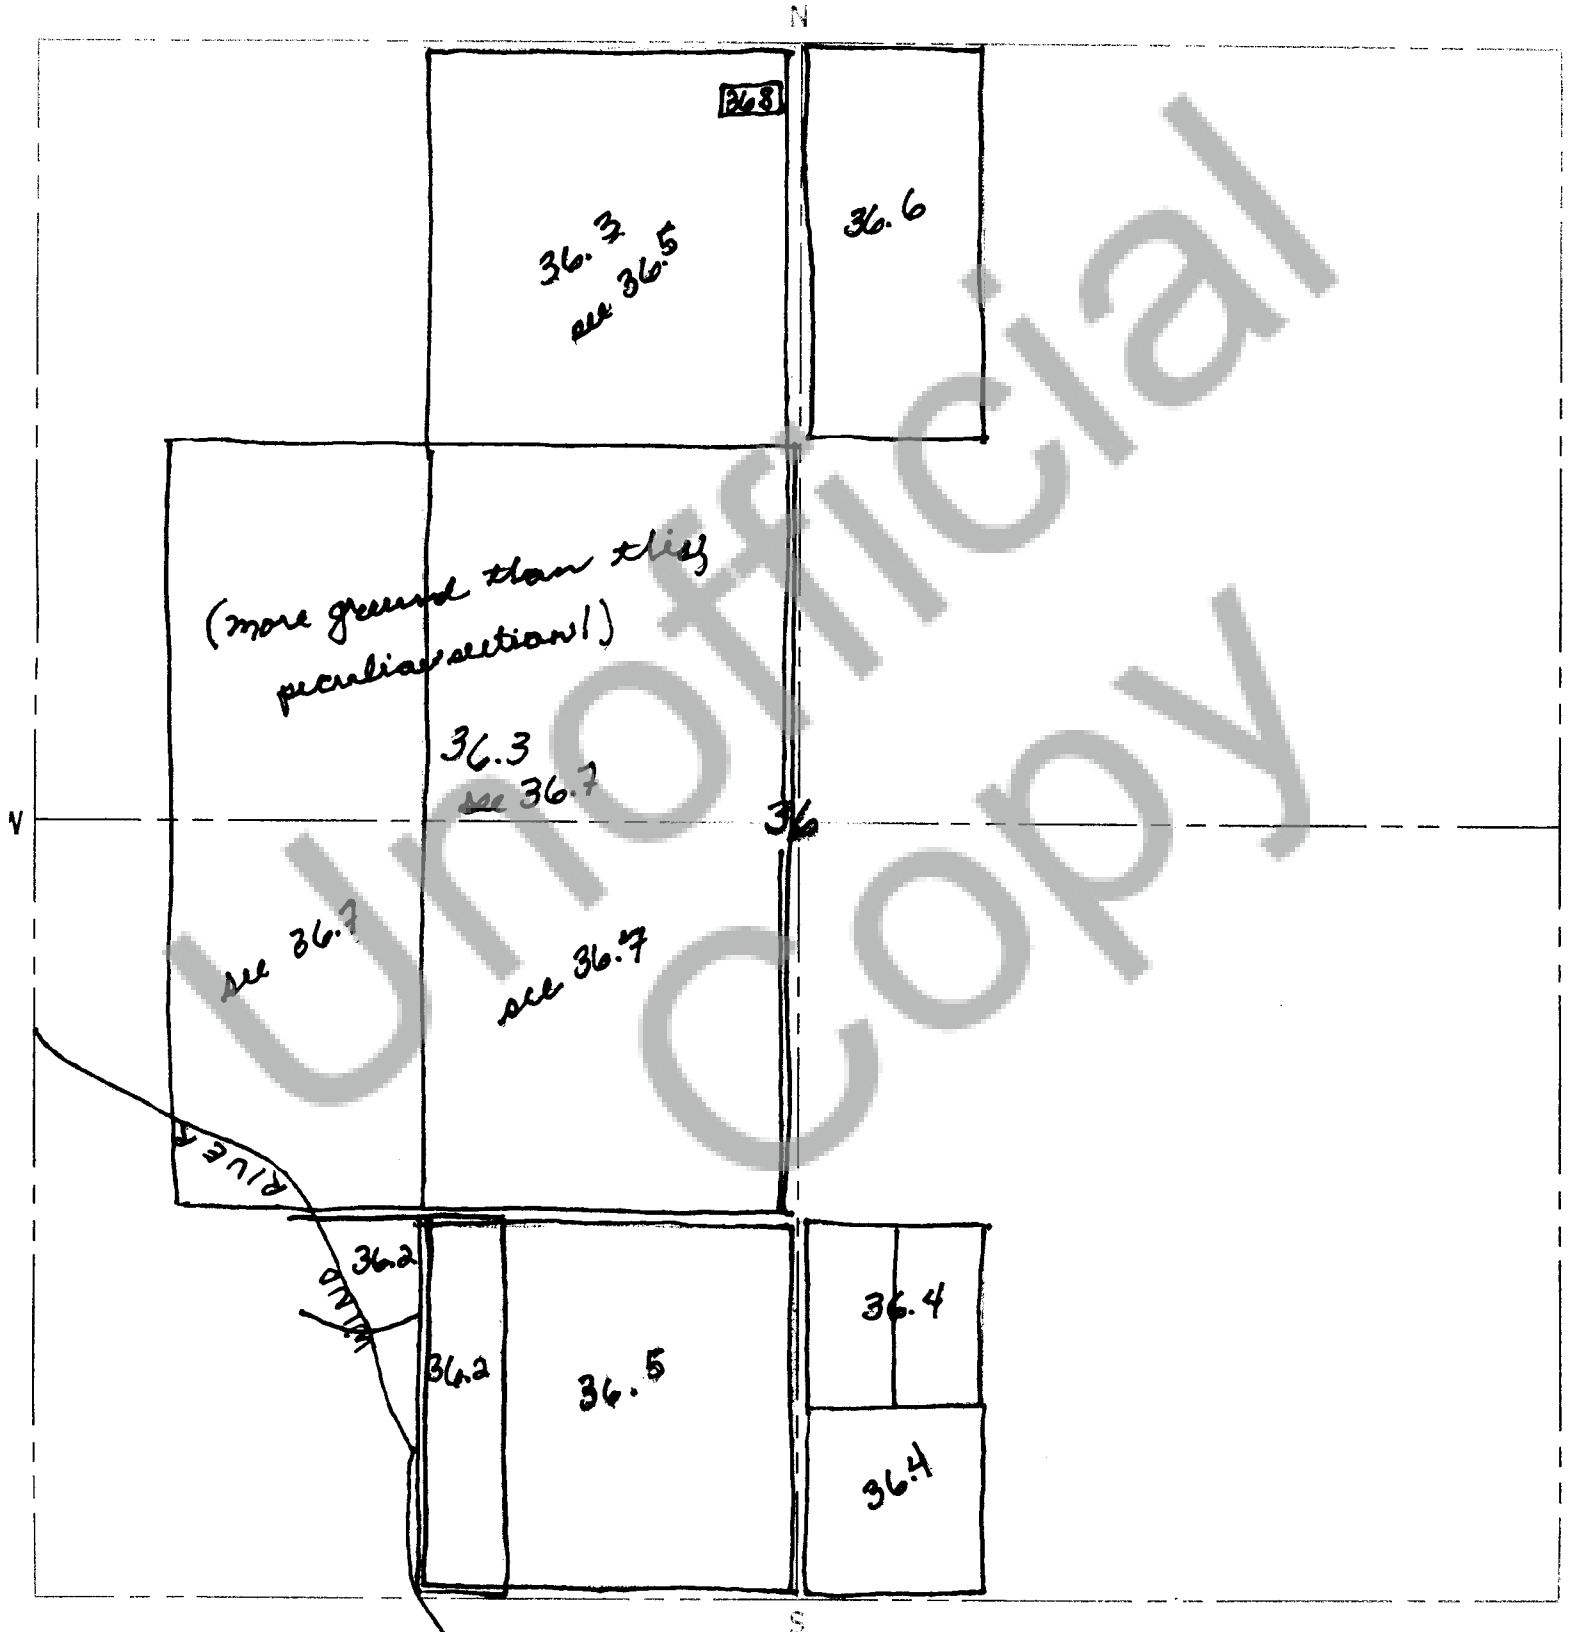 N
368
36.3
see 36.5
36.6
(more ground than this,
peculiar section!)
36.3
see 36.7
W
36
see 36.7
see 36.7
RIVER
WIND
36.2
36.2
36.5
36.4
36.4
S
Unofficial
Copy